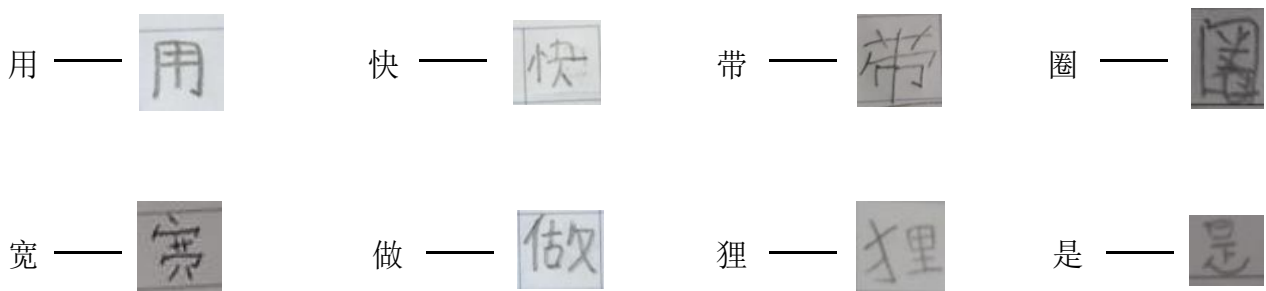 用 — 用 快 — 快 带 — 带 圈 — 圈
宽 — 宽 做 — 做 狸 — 狸 是 — 是